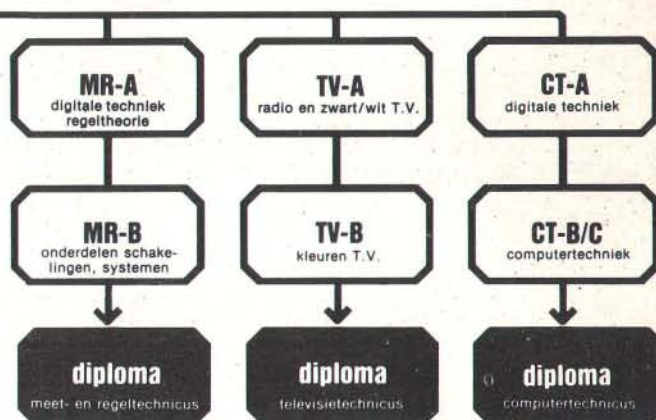 MR-A
digitale techniek
regeltheorie
TV-A
radio en zwart/wit T.V.
CT-A
digitale techniek
MR-B
onderdelen schake-
lingen, systemen
TV-B
kleuren T.V.
CT-B/C
computertechniek
diploma
meet- en regeltechnicus
diploma
televisietechnicus
diploma
computertechnicus